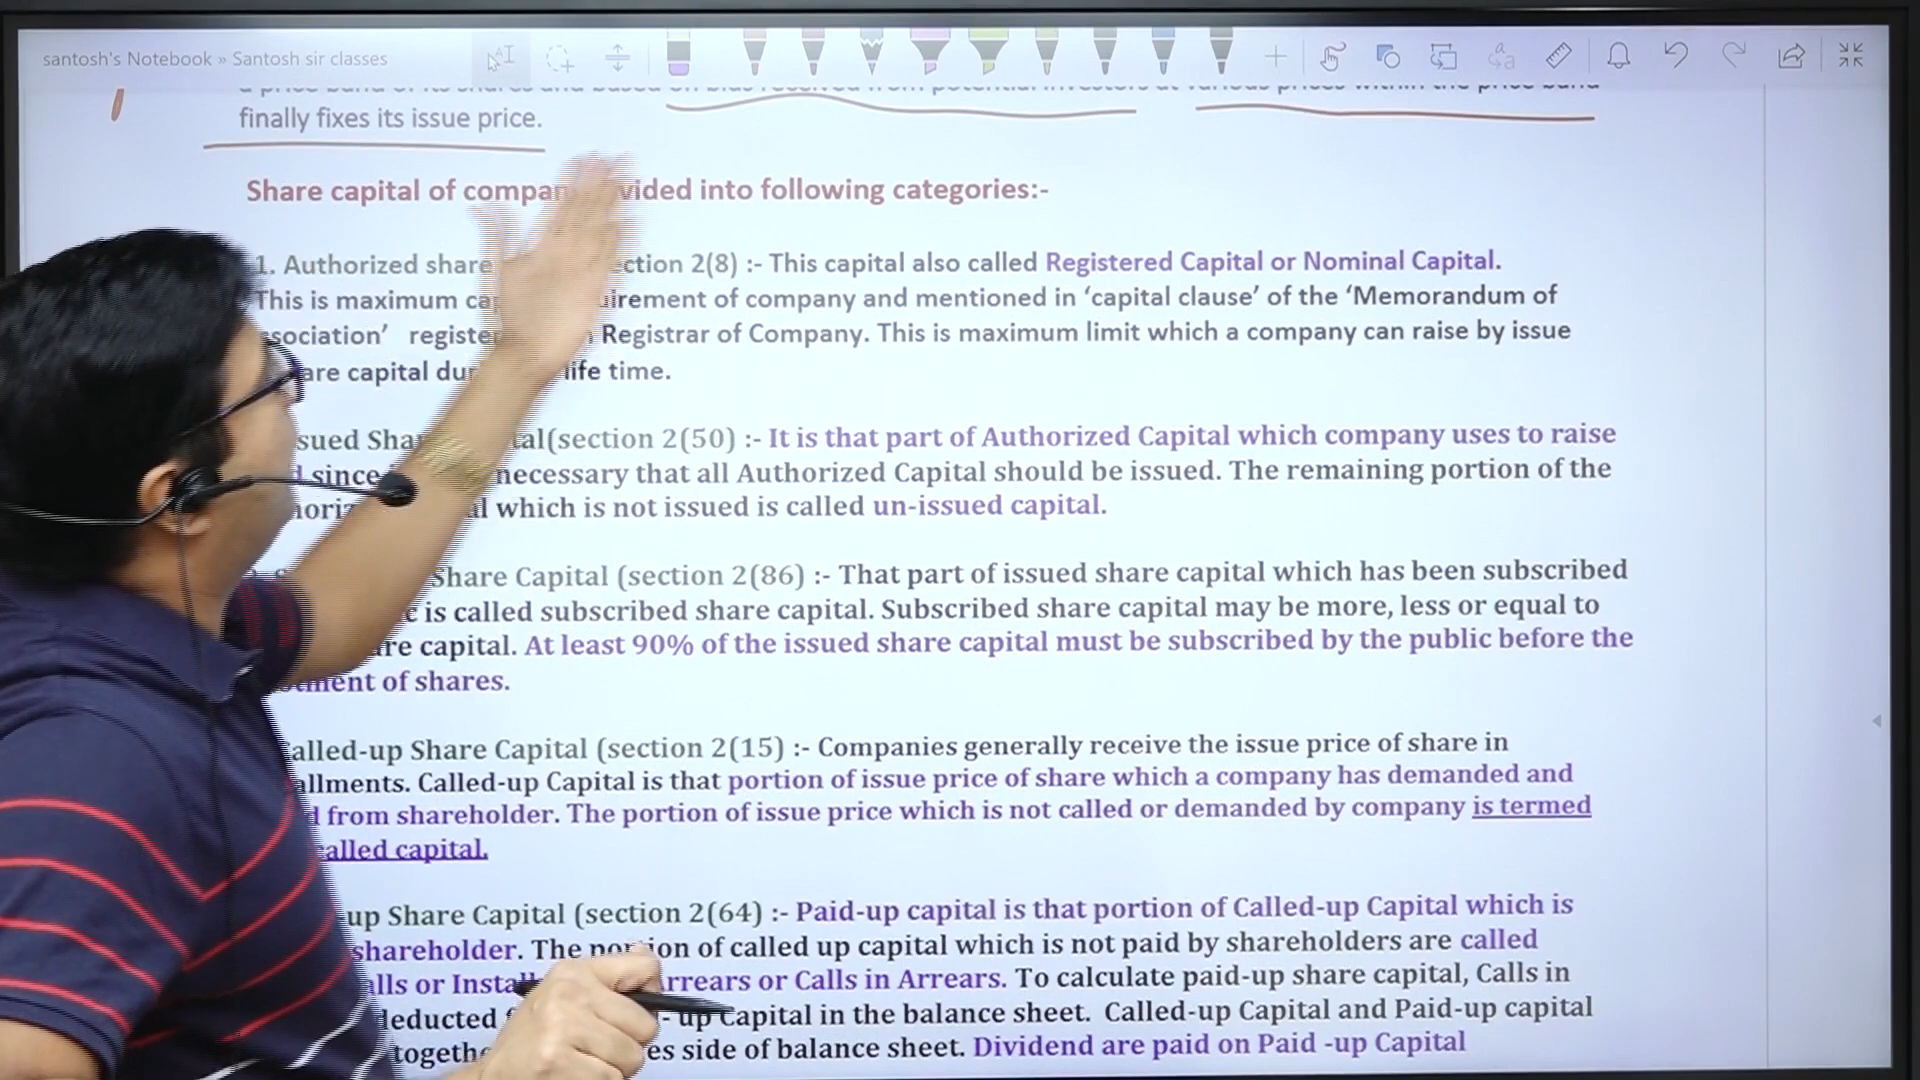 santosh's Notebook » Santosh sir classes
finally fixes its issue price.
Share capital of compan vided into following categories:-
1. Authorized share ction 2(8) :- This capital also called Registered Capital or Nominal Capital.
This is maximum ca uirement of company and mentioned in ‘capital clause’ of the ‘Memorandum of
sociation’ registe Registrar of Company. This is maximum limit which a company can raise by issue
are capital du life time.
sued Sha tal(section 2(50) :- It is that part of Authorized Capital which company uses to raise
since necessary that all Authorized Capital should be issued. The remaining portion of the
horiz l which is not issued is called un-issued capital.
Share Capital (section 2(86) :- That part of issued share capital which has been subscribed
c is called subscribed share capital. Subscribed share capital may be more, less or equal to
re capital. At least 90% of the issued share capital must be subscribed by the public before the
ment of shares.
alled-up Share Capital (section 2(15) :- Companies generally receive the issue price of share in
allments. Called-up Capital is that portion of issue price of share which a company has demanded and
from shareholder. The portion of issue price which is not called or demanded by company is termed
alled capital.
up Share Capital (section 2(64) :- Paid-up capital is that portion of Called-up Capital which is
shareholder. The portion of called up capital which is not paid by shareholders are called
alls or Insta rrears or Calls in Arrears. To calculate paid-up share capital, Calls in
deducted - up Capital in the balance sheet. Called-up Capital and Paid-up capital
togeth es side of balance sheet. Dividend are paid on Paid -up Capital